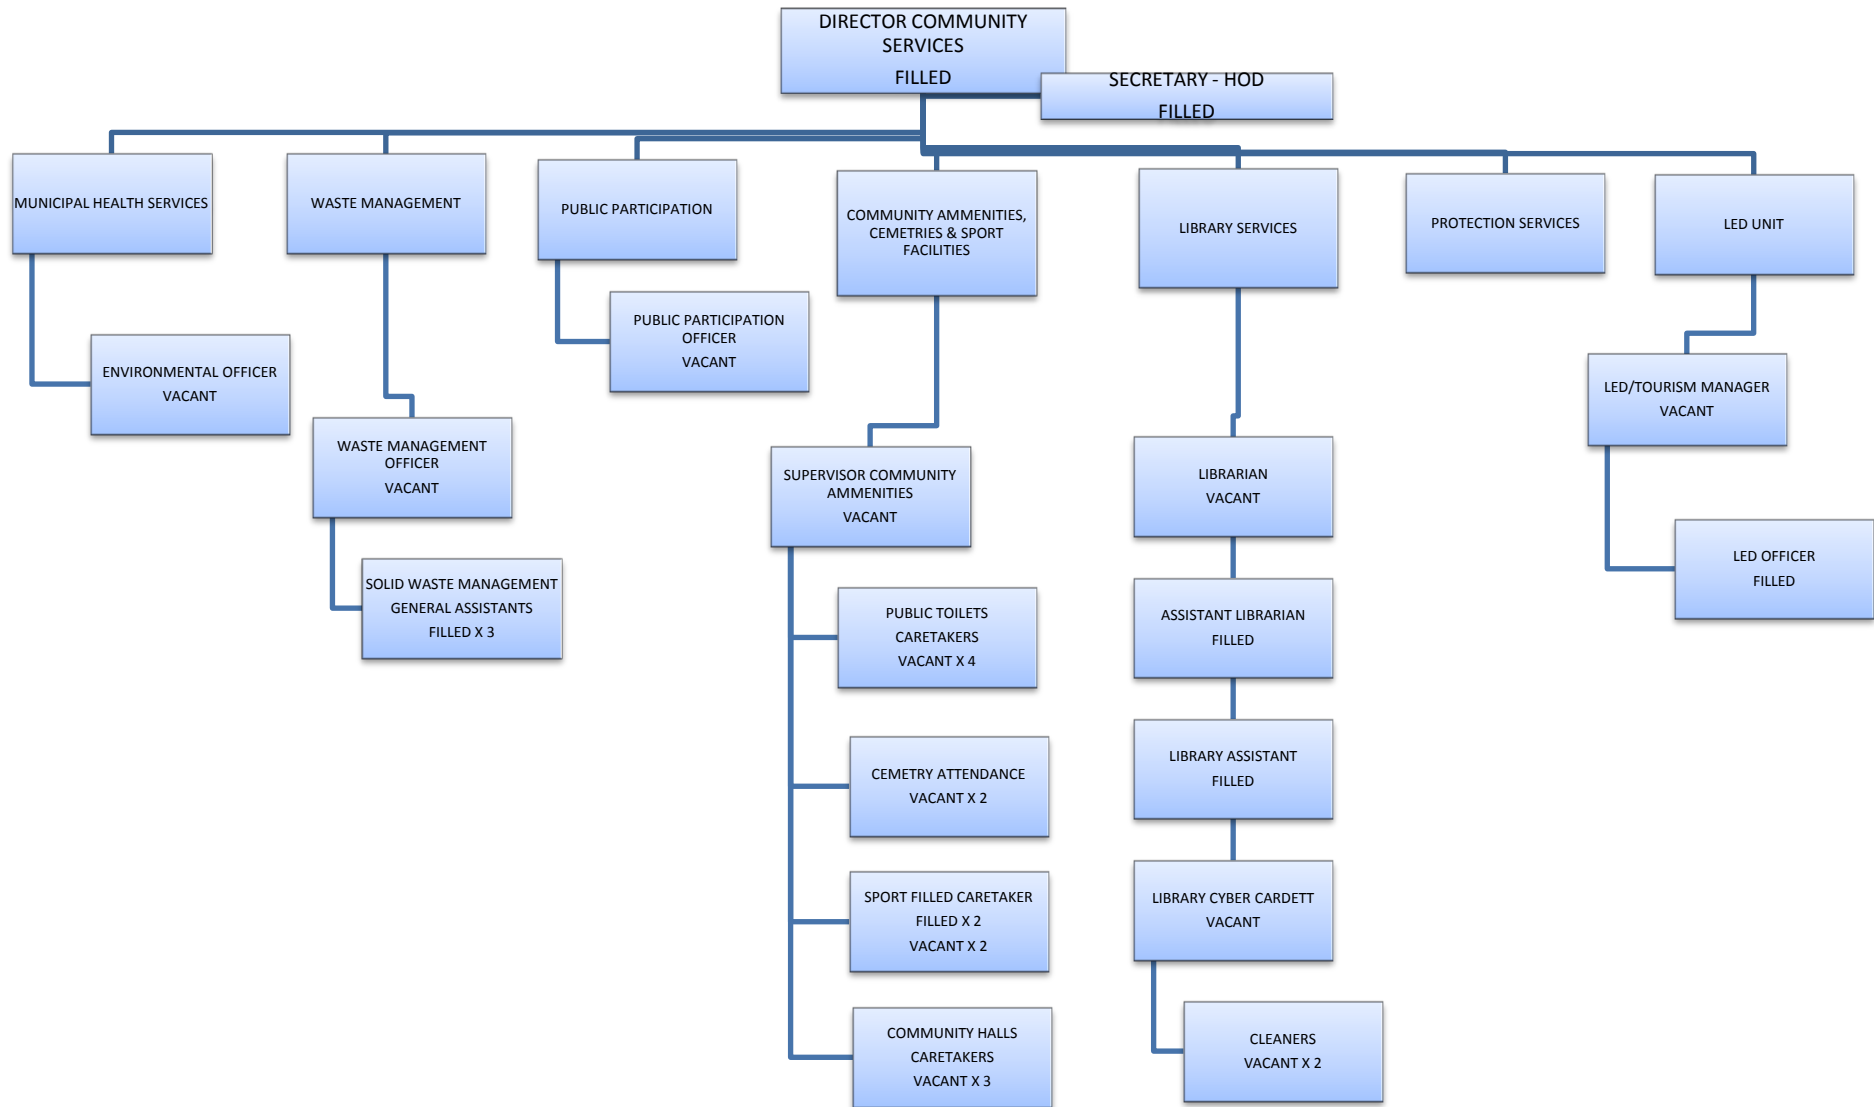 DIRECTOR COMMUNITY
SERVICES
FILLED
SECRETARY - HOD
FILLED
MUNICIPAL HEALTH SERVICES
WASTE MANAGEMENT
PUBLIC PARTICIPATION
COMMUNITY AMMENITIES,
CEMETRIES & SPORT
FACILITIES
LIBRARY SERVICES
PROTECTION SERVICES
LED UNIT
ENVIRONMENTAL OFFICER
VACANT
WASTE MANAGEMENT
OFFICER
VACANT
SOLID WASTE MANAGEMENT
GENERAL ASSISTANTS
FILLED X 3
PUBLIC PARTICIPATION
OFFICER
VACANT
SUPERVISOR COMMUNITY
AMMENITIES
VACANT
PUBLIC TOILETS
CARETAKERS
VACANT X 4
CEMETRY ATTENDANCE
VACANT X 2
SPORT FILLED CARETAKER
FILLED X 2
VACANT X 2
COMMUNITY HALLS
CARETAKERS
VACANT X 3
LIBRARIAN
VACANT
ASSISTANT LIBRARIAN
FILLED
LIBRARY ASSISTANT
FILLED
LIBRARY CYBER CARDETT
VACANT
CLEANERS
VACANT X 2
LED/TOURISM MANAGER
VACANT
LED OFFICER
FILLED